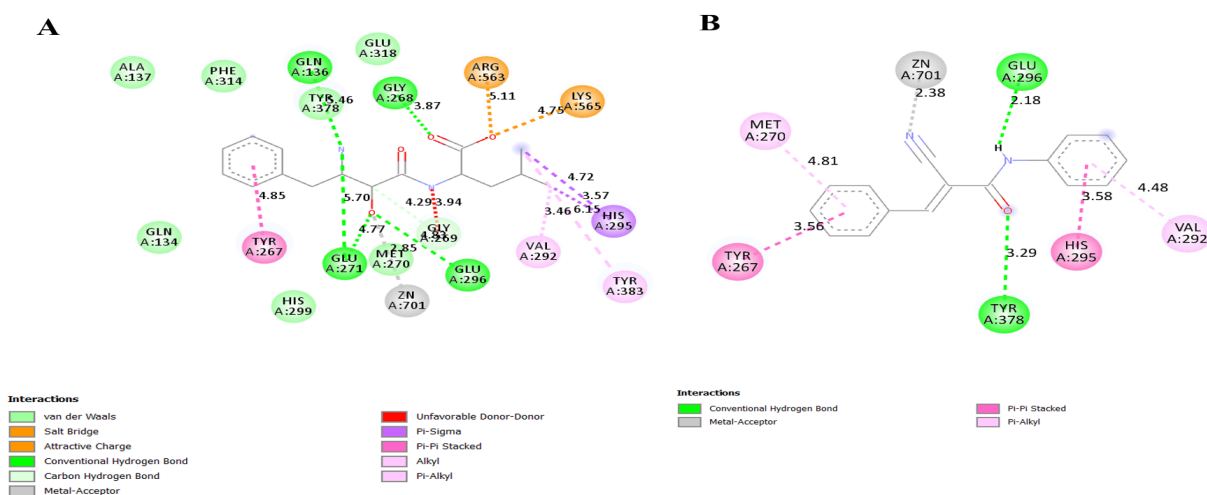 A
ALA
A:137
PHE
A:314
GLN
A:136
TYR
A:378
5.46
GLU
A:318
GLY
A:268
3.87
ARG
A:563
5.11
LYS
A:565
4.75
4.85
GLN
A:134
TYR
A:267
5.70
4.77
GLU
A:271
4.29
3.94
GLY
A:269
2.85
MET
A:270
GLU
A:296
ZN
A:701
HIS
A:299
4.72
3.57
6.15
3.46
HIS
A:295
VAL
A:292
TYR
A:383
Interactions
van der Waals
Salt Bridge
Attractive Charge
Conventional Hydrogen Bond
Carbon Hydrogen Bond
Metal-Acceptor
Unfavorable Donor-Donor
Pi-Sigma
Pi-Pi Stacked
Alkyl
Pi-Alkyl
B
ZN
A:701
2.38
GLU
A:296
2.18
MET
A:270
4.81
N
H
N
O
3.56
TYR
A:267
3.58
4.48
HIS
A:295
VAL
A:292
3.29
TYR
A:378
Interactions
Conventional Hydrogen Bond
Metal-Acceptor
Pi-Pi Stacked
Pi-Alkyl